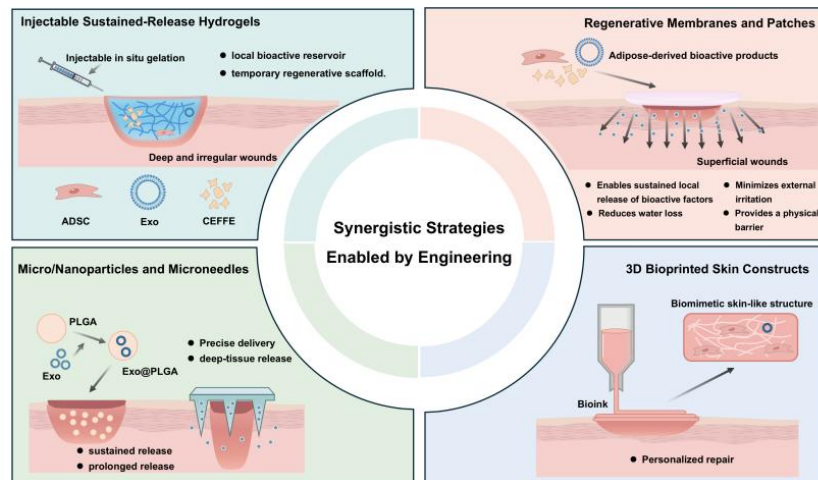 Injectable Sustained-Release Hydrogels
Injectable in situ gelation
● local bioactive reservoir
● temporary regenerative scaffold.
Deep and irregular wounds
ADSC
Exo
CEFFE
Regenerative Membranes and Patches
Adipose-derived bioactive products
Superficial wounds
● Enables sustained local
release of bioactive factors
● Reduces water loss
● Minimizes external
irritation
● Provides a physical
barrier
Synergistic Strategies
Enabled by Engineering
Micro/Nanoparticles and Microneedles
PLGA
Exo
Exo@PLGA
● Precise delivery
● deep-tissue release
● sustained release
● prolonged release
3D Bioprinted Skin Constructs
Biomimetic skin-like structure
Bioink
● Personalized repair